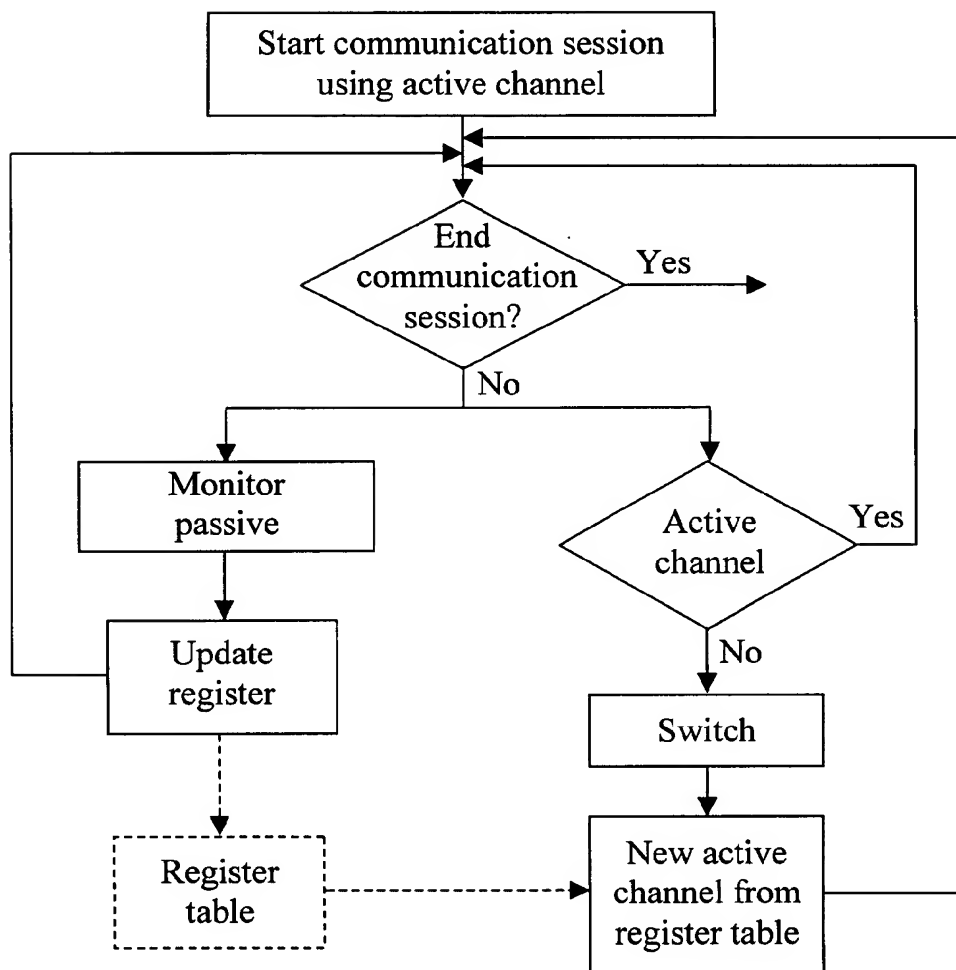 Start communication session
using active channel
End
communication
session?
Yes
No
Monitor
passive
Active
channel
Yes
Update
register
No
Switch
Register
table
New active
channel from
register table